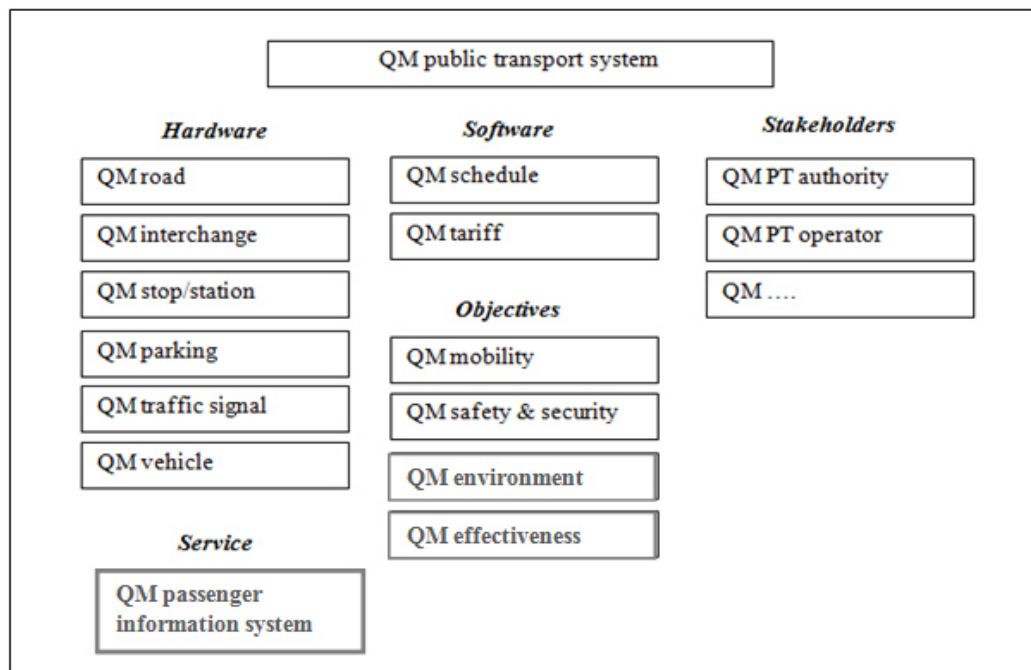 QM public transport system
Hardware
QM road
QM interchange
QM stop/station
QM parking
QM traffic signal
QM vehicle
Service
QM passenger
information system
Software
QM schedule
QM tariff
Objectives
QM mobility
QM safety & security
QM environment
QM effectiveness
Stakeholders
QM PT authority
QM PT operator
QM ....